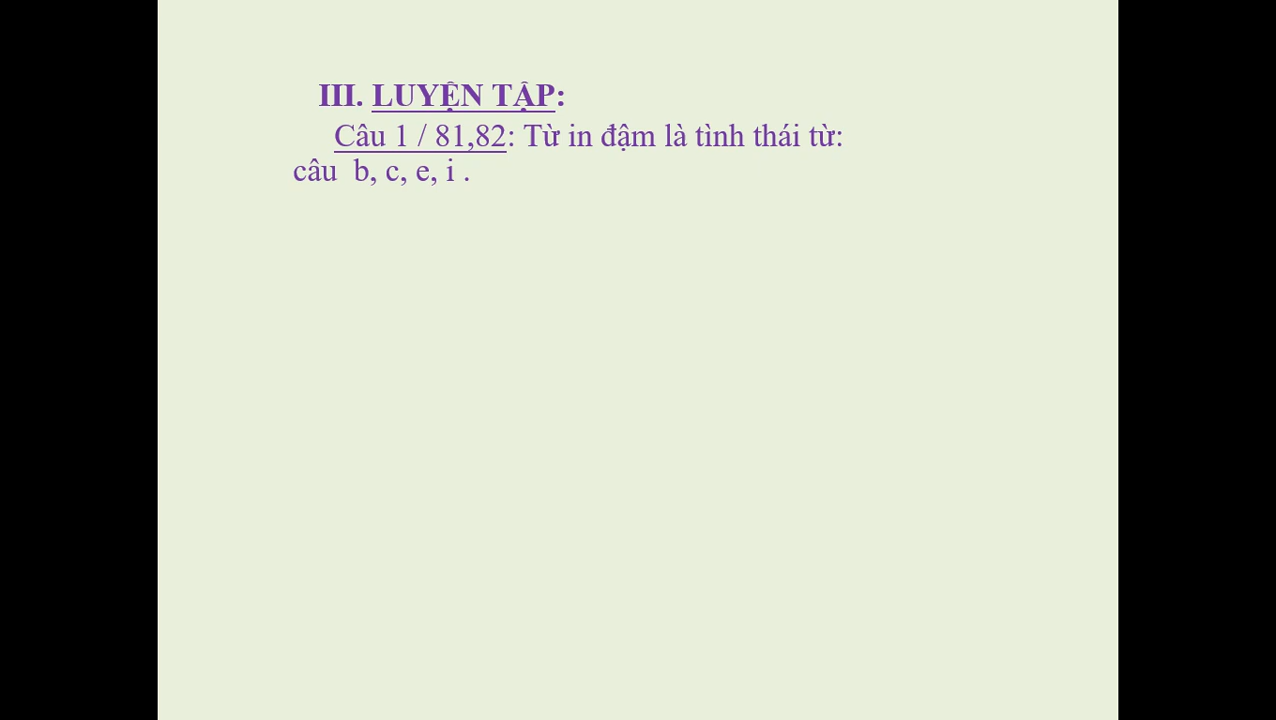 III. LUYỆN TẬP:
Câu 1 / 81,82: Từ in đậm là tình thái từ:
câu b, c, e, i .